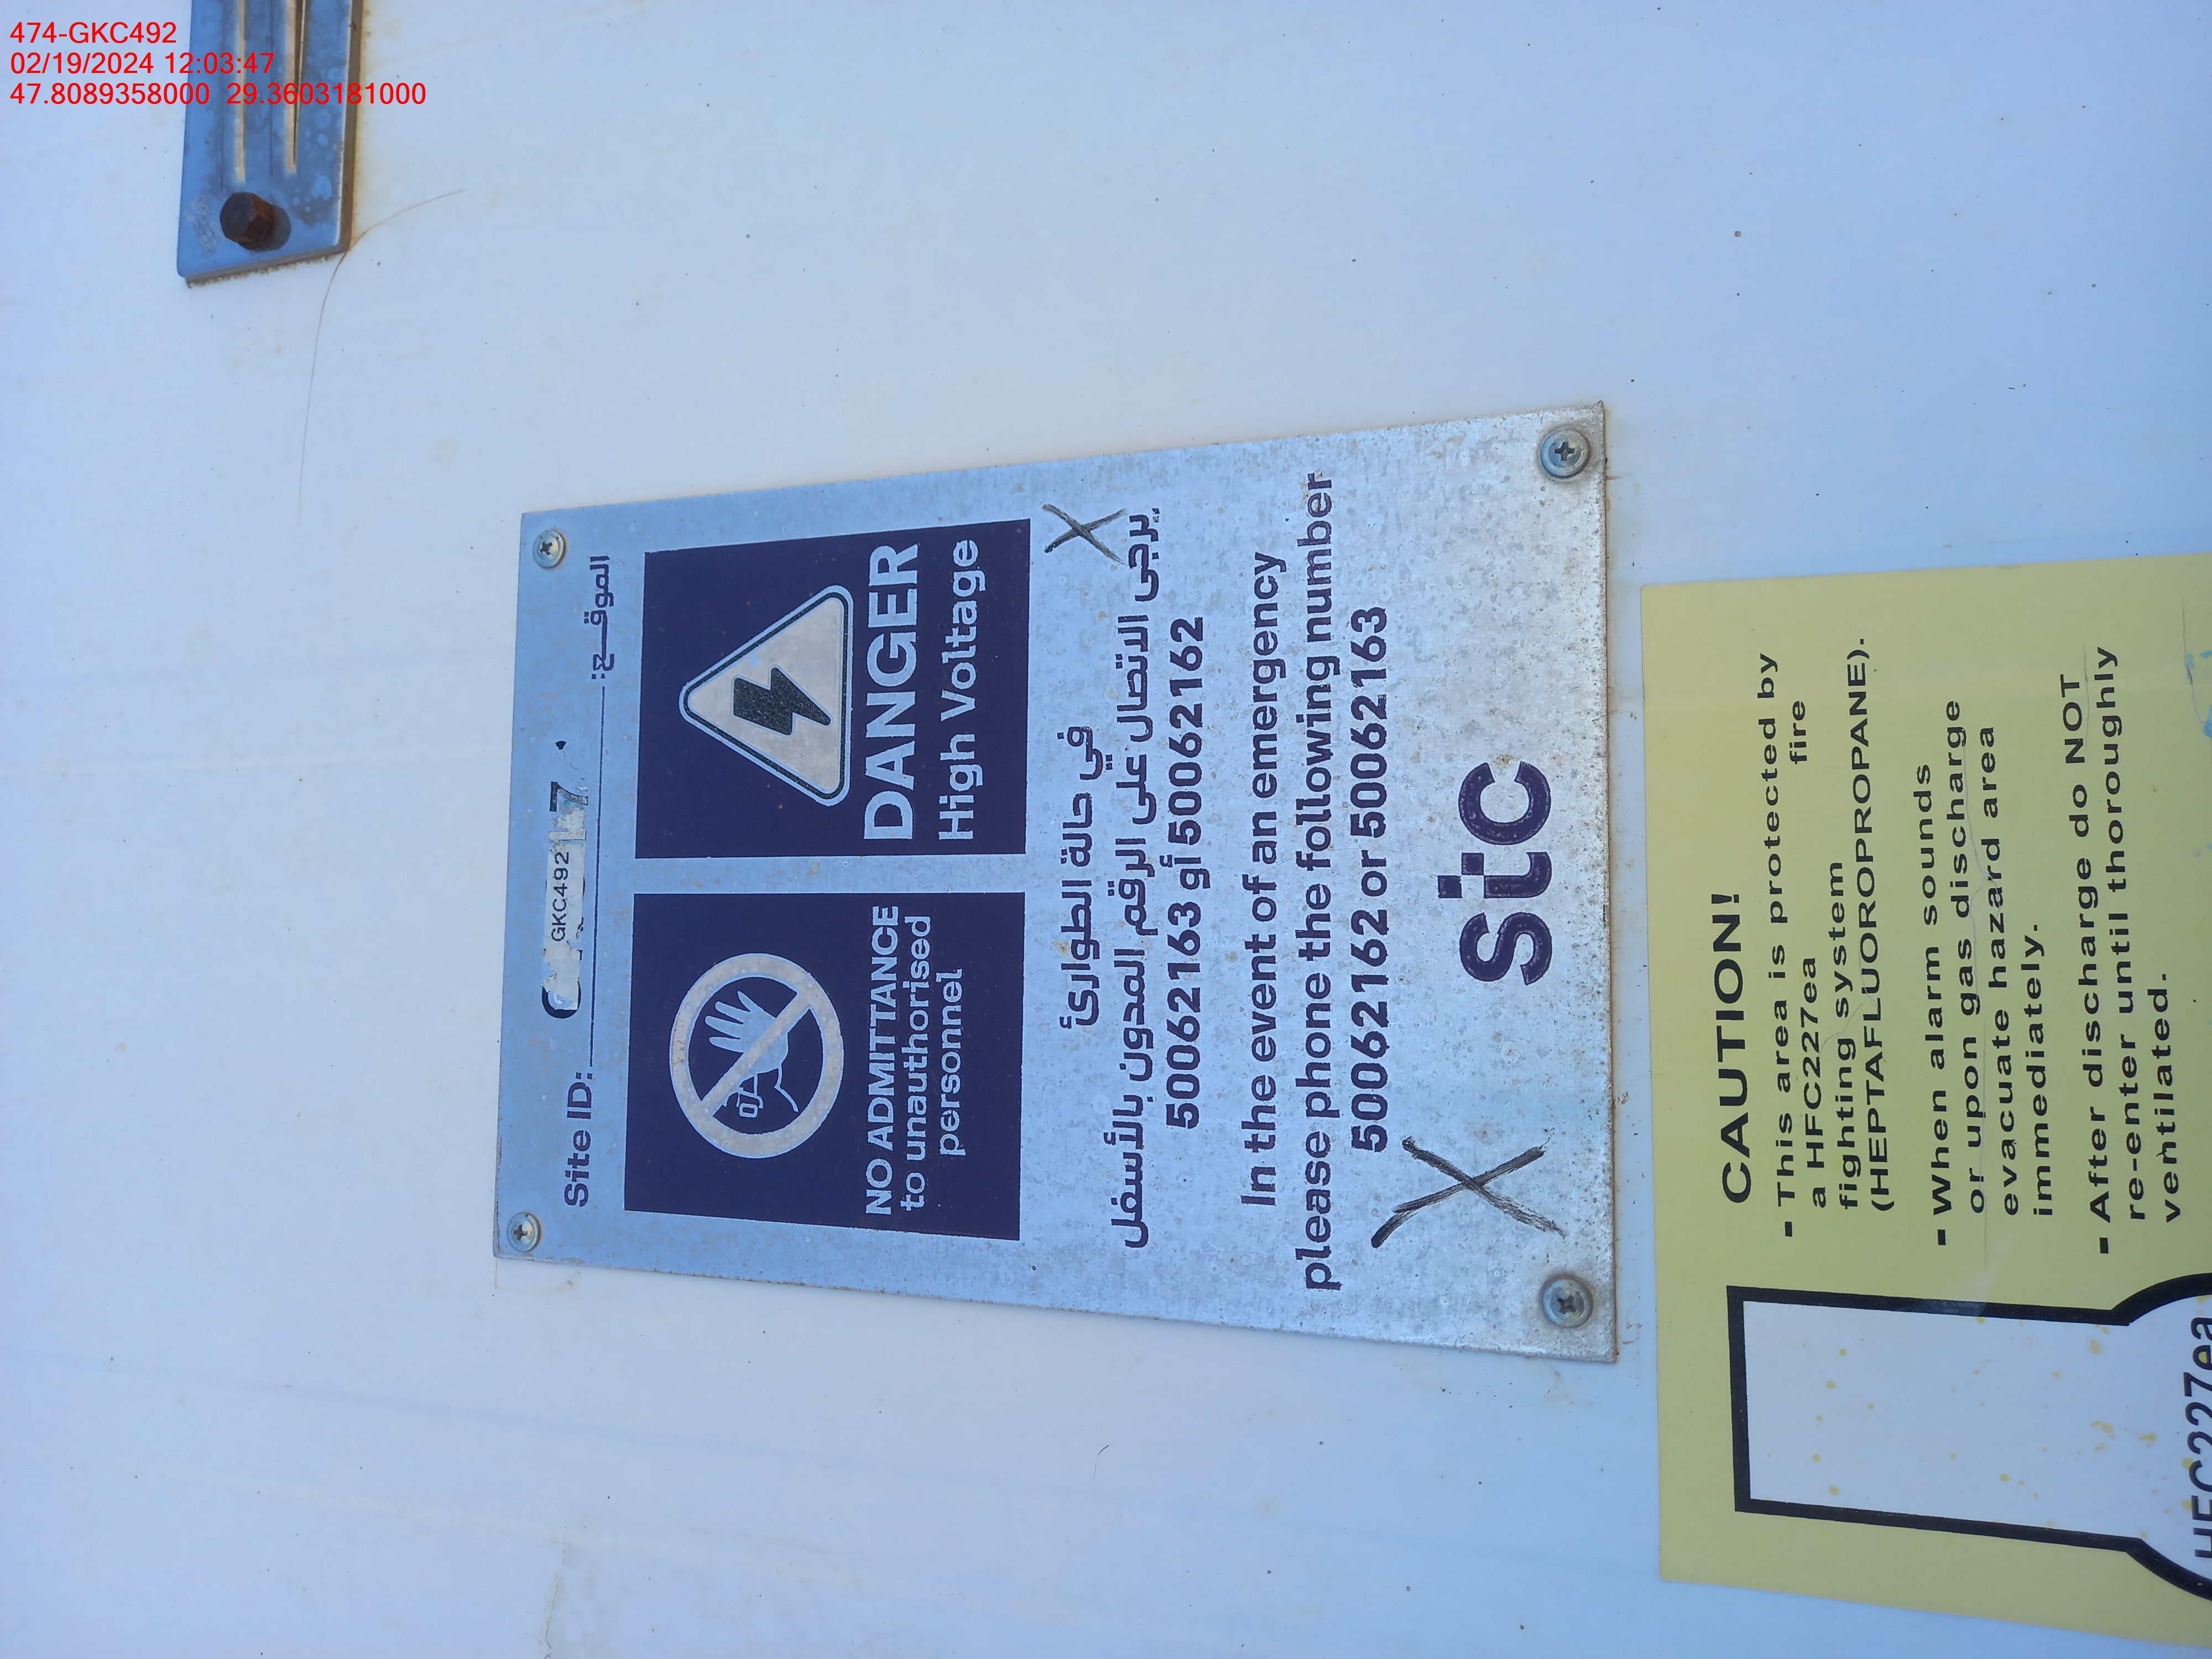 474-GKC492
02/19/2024 12:03:47
47.8089358000 29.3603181000
Site ID:
GKC492
7
الموقـــع:
NO ADMITTANCE
to unauthorised
personnel
DANGER
High Voltage
في حالة الطوارئ
يرجى الاتصال على الرقم المدون بالأسفل
50062163 أو 50062162
In the event of an emergency
please phone the following number
50062162 or 50062163
stc
CAUTION!
- This area is protected by
a HFC227ea fire
fighting system
(HEPTAFLUOROPROPANE).
- When alarm sounds
or upon gas discharge
evacuate hazard area
immediately.
- After discharge do NOT
re-enter until thoroughly
ventilated.
HFC227ea